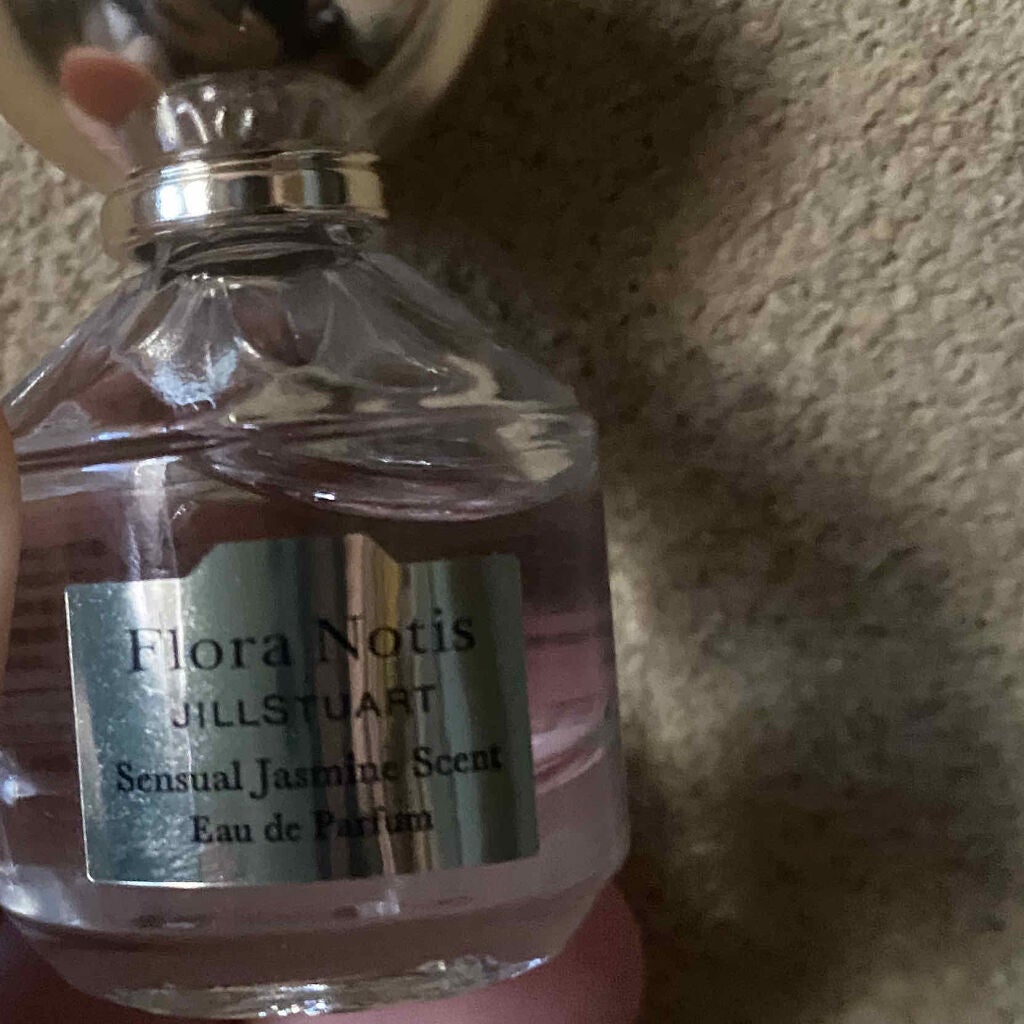 Flora Notis
JILLSTUART
Sensual Jasmine Scent
Eau de Parfum